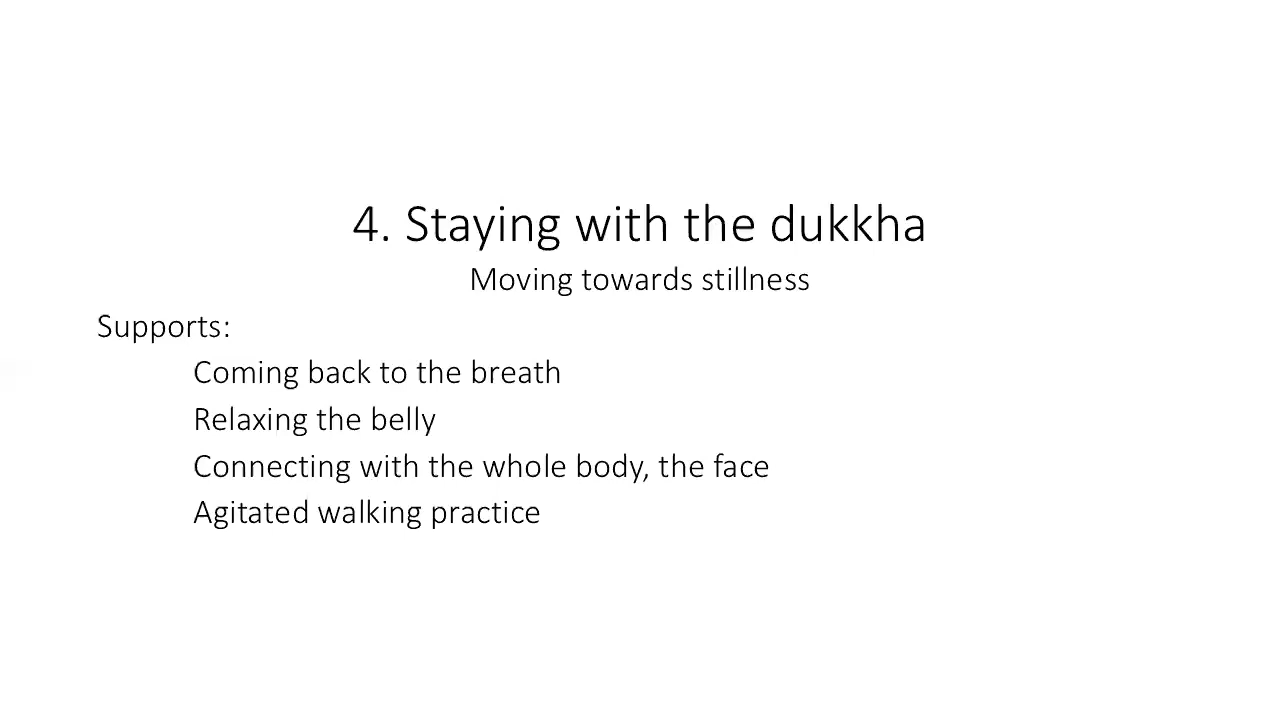 4. Staying with the dukkha
Moving towards stillness
Supports:
Coming back to the breath
Relaxing the belly
Connecting with the whole body, the face
Agitated walking practice